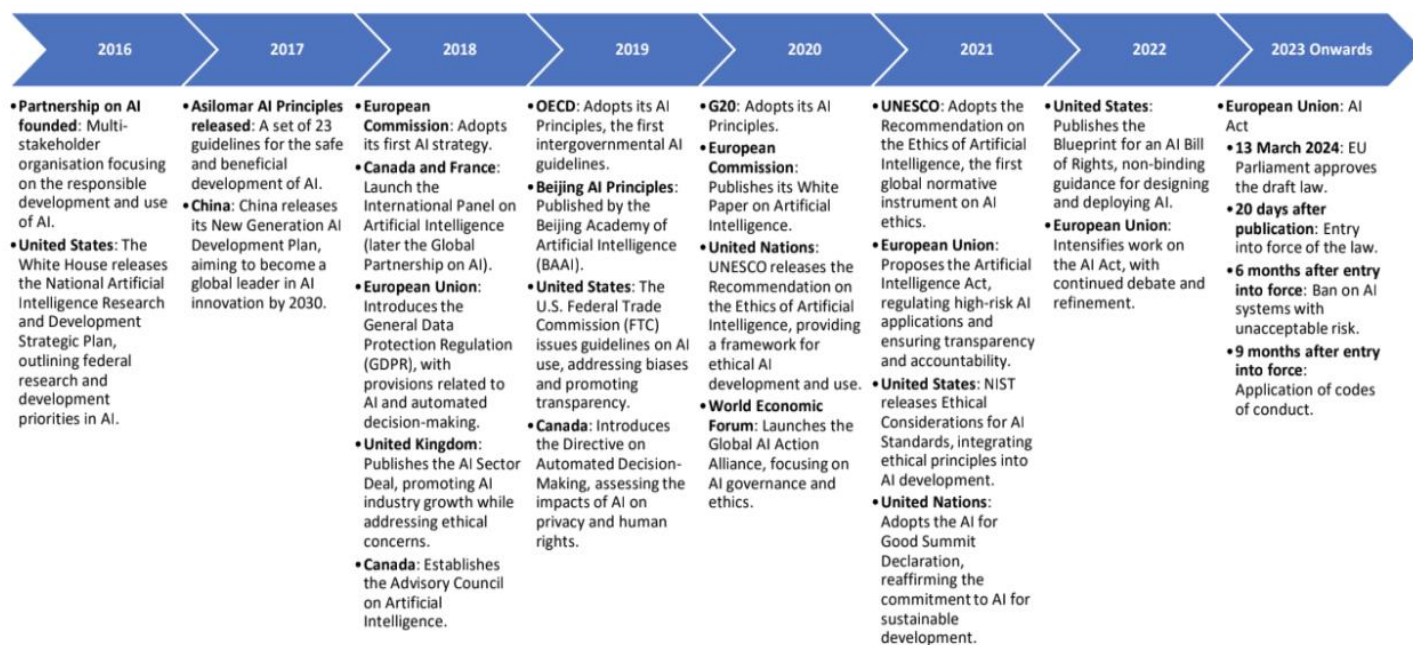 2016
2017
2018
2019
2020
2021
2022
2023 Onwards
•Partnership on AI
founded: Multi-
stakeholder
organisation focusing
on the responsible
development and use
of AI.
•United States: The
White House releases
the National Artificial
Intelligence Research
and Development
Strategic Plan,
outlining federal
research and
development
priorities in AI.
•Asilomar AI Principles
released: A set of 23
guidelines for the safe
and beneficial
development of AI.
•China: China releases
its New Generation AI
Development Plan,
aiming to become a
global leader in AI
innovation by 2030.
•European
Commission: Adopts
its first AI strategy.
•Canada and France:
Launch the
International Panel on
Artificial Intelligence
(later the Global
Partnership on AI).
•European Union:
Introduces the
General Data
Protection Regulation
(GDPR), with
provisions related to
AI and automated
decision-making.
•United Kingdom:
Publishes the AI Sector
Deal, promoting AI
industry growth while
addressing ethical
concerns.
•Canada: Establishes
the Advisory Council
on Artificial
Intelligence.
•OECD: Adopts its AI
Principles, the first
intergovernmental AI
guidelines.
•Beijing AI Principles:
Published by the
Beijing Academy of
Artificial Intelligence
(BAAI).
•United States: The
U.S. Federal Trade
Commission (FTC)
issues guidelines on AI
use, addressing biases
and promoting
transparency.
•Canada: Introduces
the Directive on
Automated Decision-
Making, assessing the
impacts of AI on
privacy and human
rights.
•G20: Adopts its AI
Principles.
•European
Commission:
Publishes its White
Paper on Artificial
Intelligence.
•United Nations:
UNESCO releases the
Recommendation on
the Ethics of Artificial
Intelligence, providing
a framework for
ethical AI
development and use.
•World Economic
Forum: Launches the
Global AI Action
Alliance, focusing on
AI governance and
ethics.
•UNESCO: Adopts the
Recommendation on
the Ethics of Artificial
Intelligence, the first
global normative
instrument on AI
ethics.
•European Union:
Proposes the Artificial
Intelligence Act,
regulating high-risk AI
applications and
ensuring transparency
and accountability.
•United States: NIST
releases Ethical
Considerations for AI
Standards, integrating
ethical principles into
AI development.
•United Nations:
Adopts the AI for
Good Summit
Declaration,
reaffirming the
commitment to AI for
sustainable
development.
•United States:
Publishes the
Blueprint for an AI Bill
of Rights, non-binding
guidance for designing
and deploying AI.
•European Union:
Intensifies work on
the AI Act, with
continued debate and
refinement.
•European Union: AI
Act
•13 March 2024: EU
Parliament approves
the draft law.
•20 days after
publication: Entry
into force of the law.
•6 months after entry
into force: Ban on AI
systems with
unacceptable risk.
•9 months after entry
into force:
Application of codes
of conduct.